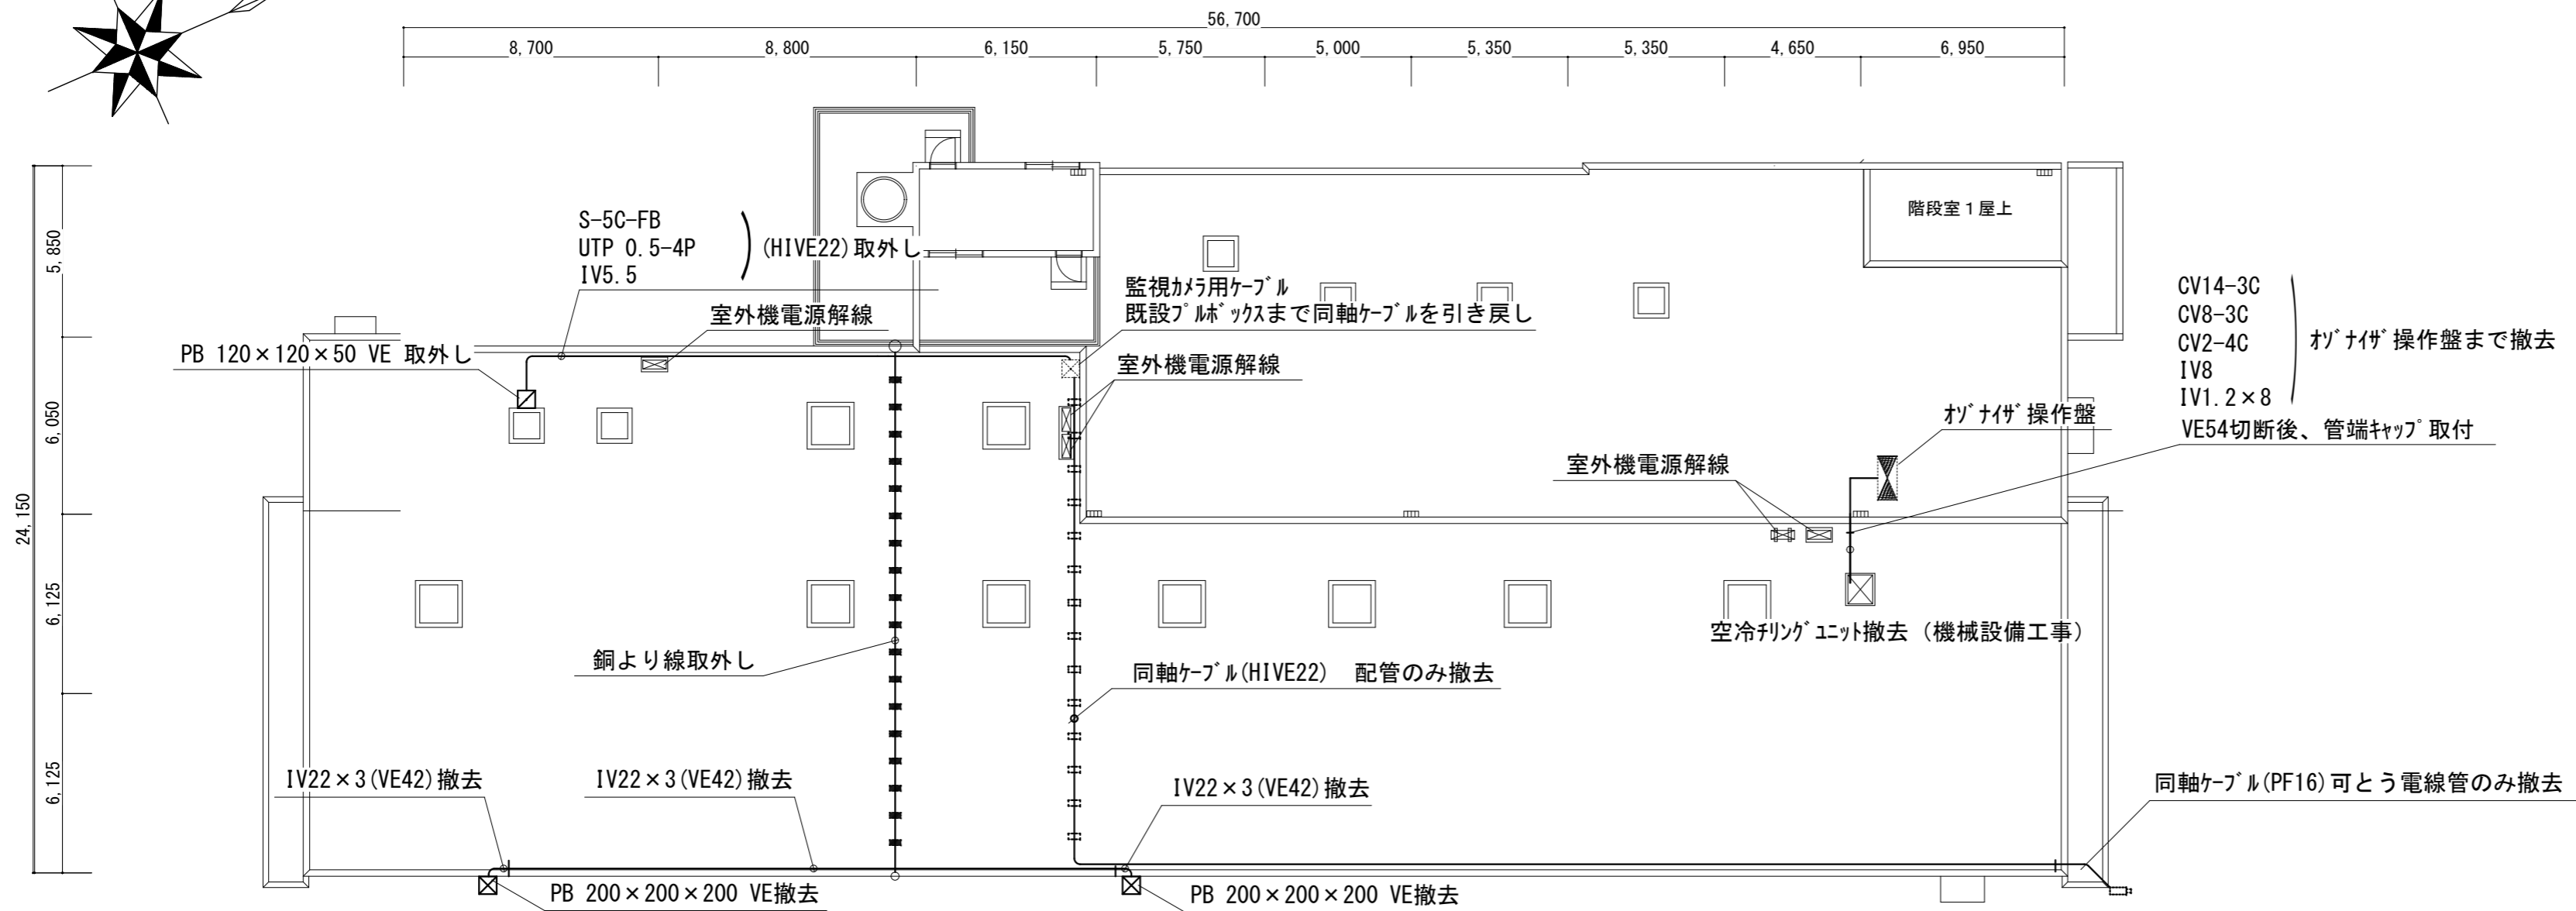 56,700
8,700
8,800
6,150
5,750
5,000
5,350
5,350
4,650
6,950
24,150
5,850
6,050
6,125
6,125
S-5C-FB
UTP 0.5-4P
IV5.5
(HIVE22)取外し
室外機電源解線
PB 120×120×50 VE 取外し
監視カメラ用ケーブル
既設プルボックスまで同軸ケーブルを引き戻し
室外機電源解線
階段室1屋上
CV14-3C
CV8-3C
CV2-4C
IV8
IV1.2×8
オゾナイザ操作盤まで撤去
VE54切断後、管端キャップ取付
オゾナイザ操作盤
室外機電源解線
空冷チリングユニット撤去(機械設備工事)
銅より線取外し
同軸ケーブル(HIVE22) 配管のみ撤去
IV22×3(VE42)撤去
IV22×3(VE42)撤去
IV22×3(VE42)撤去
同軸ケーブル(PF16)可とう電線管のみ撤去
PB 200×200×200 VE撤去
PB 200×200×200 VE撤去